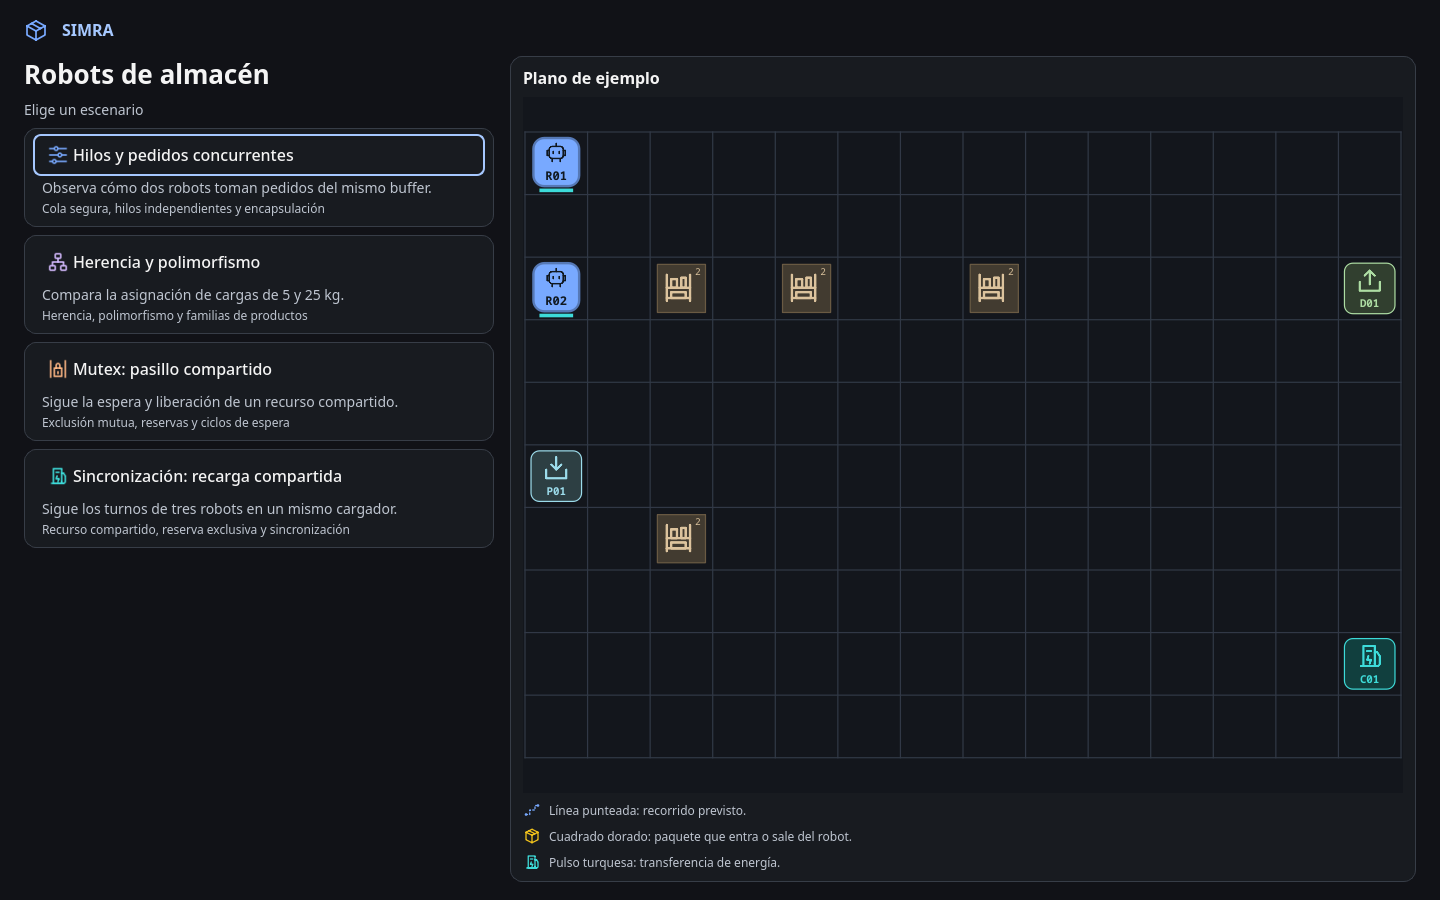 SIMRA
Robots de almacén
Elige un escenario
Hilos y pedidos concurrentes
Observa cómo dos robots toman pedidos del mismo buffer.
Cola segura, hilos independientes y encapsulación
Herencia y polimorfismo
Compara la asignación de cargas de 5 y 25 kg.
Herencia, polimorfismo y familias de productos
Mutex: pasillo compartido
Sigue la espera y liberación de un recurso compartido.
Exclusión mutua, reservas y ciclos de espera
Sincronización: recarga compartida
Sigue los turnos de tres robots en un mismo cargador.
Recurso compartido, reserva exclusiva y sincronización
Plano de ejemplo
R01
R02
2
2
2
D01
P01
2
C01
Línea punteada: recorrido previsto.
Cuadrado dorado: paquete que entra o sale del robot.
Pulso turquesa: transferencia de energía.